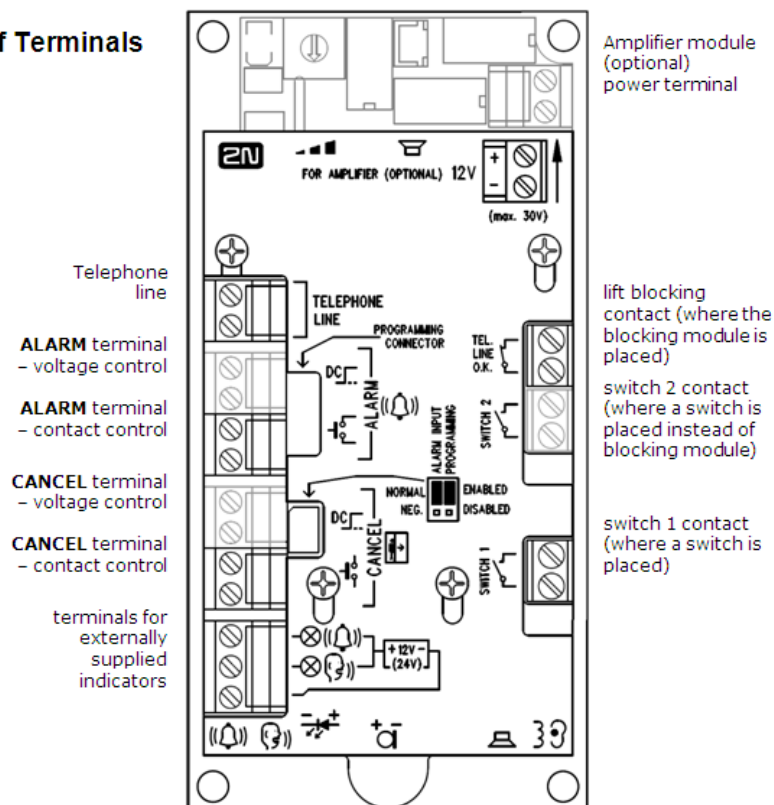 f Terminals
Amplifier module
(optional)
power terminal
2N
FOR AMPLIFIER (OPTIONAL) 12V
+
-
(max. 30V)
Telephone
line
TELEPHONE
LINE
PROGRAMMING
CONNECTOR
ALARM terminal
– voltage control
DC
ALARM
ALARM terminal
– contact control
CANCEL terminal
– voltage control
DC
CANCEL
CANCEL terminal
– contact control
terminals for
externally
supplied
indicators
+ 12V -
(24V)
- +
+ -
ALARM INPUT
PROGRAMMING
NORMAL ENABLED
NEG. DISABLED
TEL.
LINE
O.K.
SWITCH 2
SWITCH 1
lift blocking
contact (where the
blocking module is
placed)
switch 2 contact
(where a switch is
placed instead of
blocking module)
switch 1 contact
(where a switch is
placed)